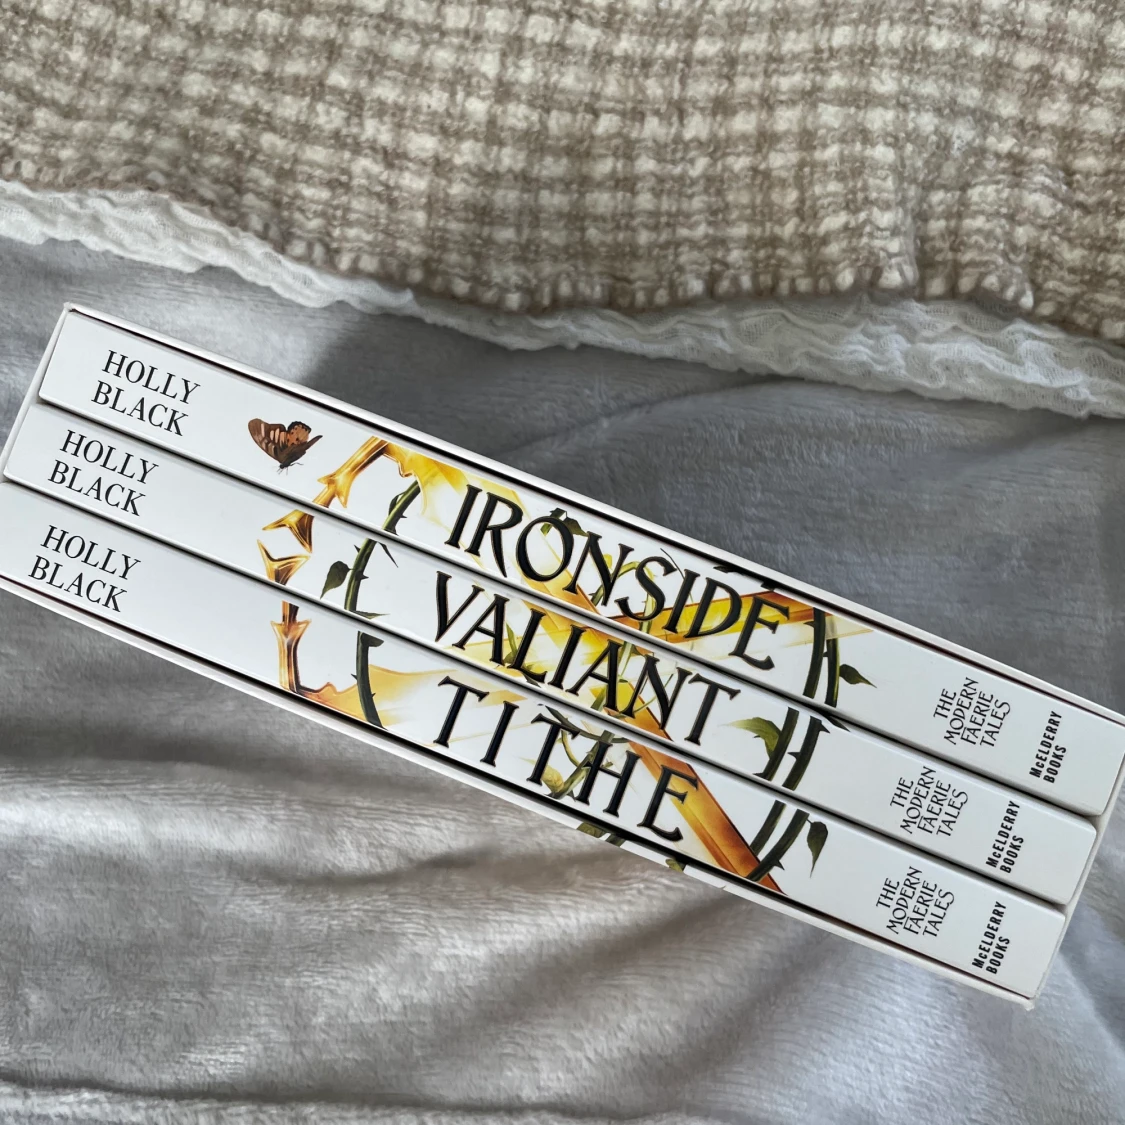 HOLLY
BLACK
IRONSIDE
THE
MODERN
FAERIE
TALES
McELDERRY
BOOKS
HOLLY
BLACK
VALIANT
THE
MODERN
FAERIE
TALES
McELDERRY
BOOKS
HOLLY
BLACK
TITHE
THE
MODERN
FAERIE
TALES
McELDERRY
BOOKS